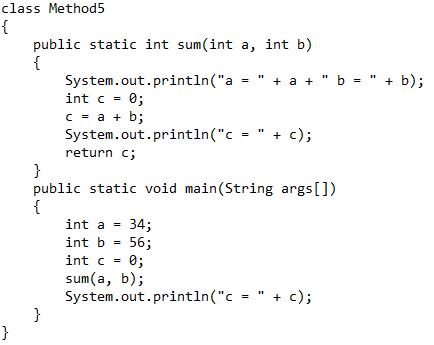 class Method5
{
    public static int sum(int a, int b)
    {
        System.out.println("a = " + a + " b = " + b);
        int c = 0;
        c = a + b;
        System.out.println("c = " + c);
        return c;
    }
    public static void main(String args[])
    {
        int a = 34;
        int b = 56;
        int c = 0;
        sum(a, b);
        System.out.println("c = " + c);
    }
}